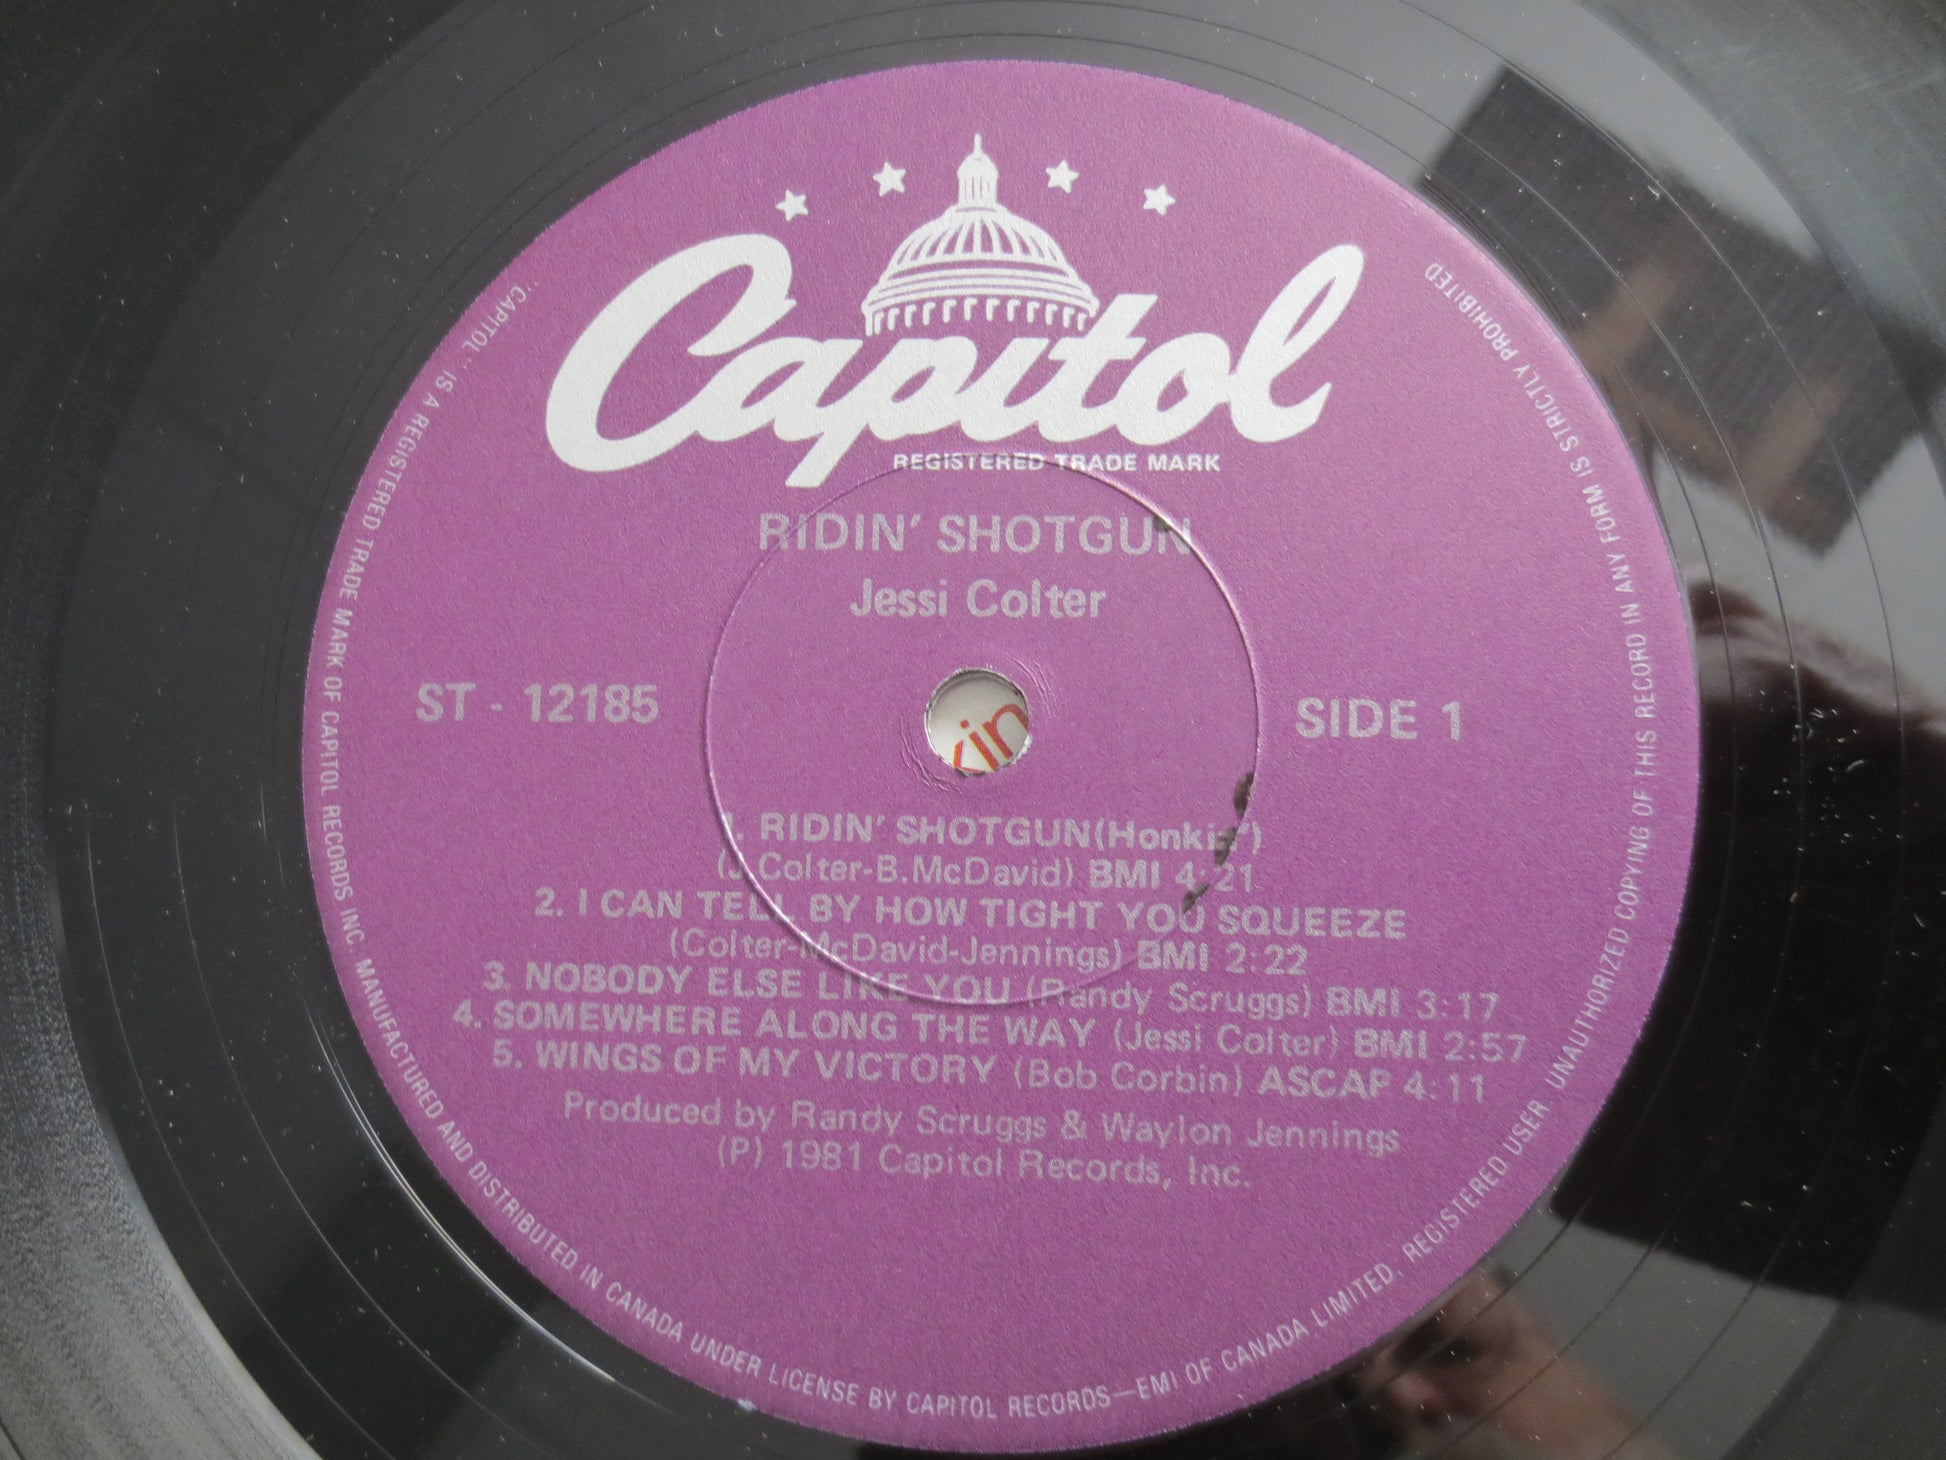 Capitol
REGISTERED TRADE MARK
RIDIN' SHOTGUN
Jessi Colter
ST - 12185
SIDE 1
kin
1. RIDIN' SHOTGUN(Honkin')
(J.Colter-B.McDavid) BMI 4:21
2. I CAN TELL BY HOW TIGHT YOU SQUEEZE
(Colter-McDavid-Jennings) BMI 2:22
3. NOBODY ELSE LIKE YOU (Randy Scruggs) BMI 3:17
4. SOMEWHERE ALONG THE WAY (Jessi Colter) BMI 2:57
5. WINGS OF MY VICTORY (Bob Corbin) ASCAP 4:11
Produced by Randy Scruggs & Waylon Jennings
(P) 1981 Capitol Records, Inc.
"CAPITOL" IS A REGISTERED TRADE MARK OF CAPITOL RECORDS INC. MANUFACTURED AND DISTRIBUTED IN CANADA UNDER LICENSE BY CAPITOL RECORDS—EMI OF CANADA LIMITED, REGISTERED USER. UNAUTHORIZED COPYING OF THIS RECORD IN ANY FORM IS STRICTLY PROHIBITED